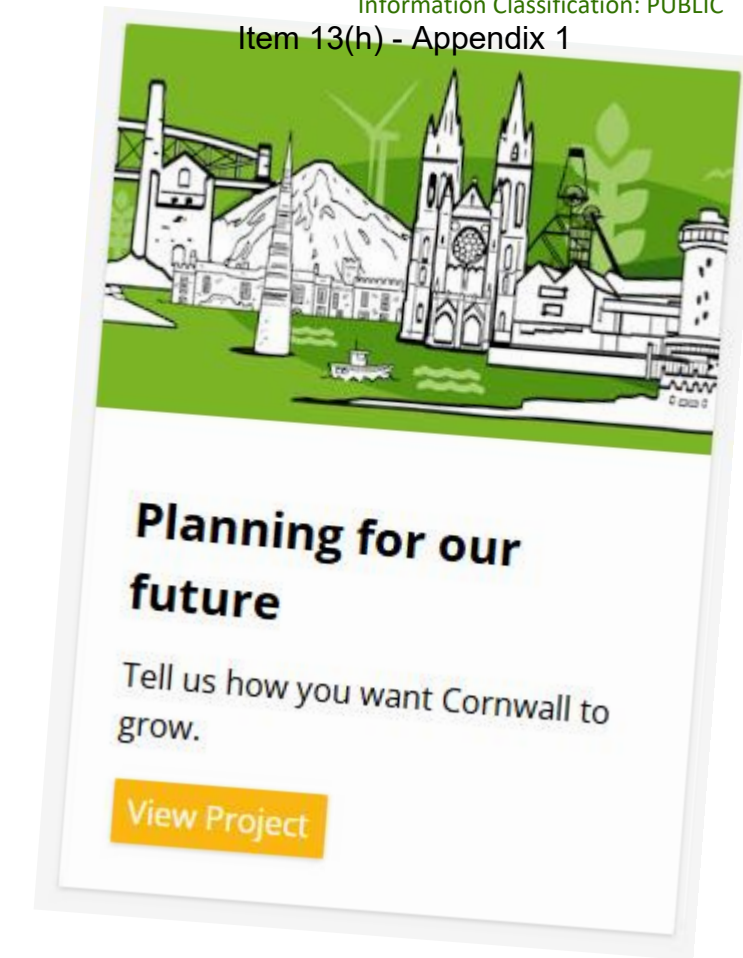 Information Classification: PUBLIC
Item 13(h) - Appendix 1
Planning for our
future
Tell us how you want Cornwall to
grow.
View Project